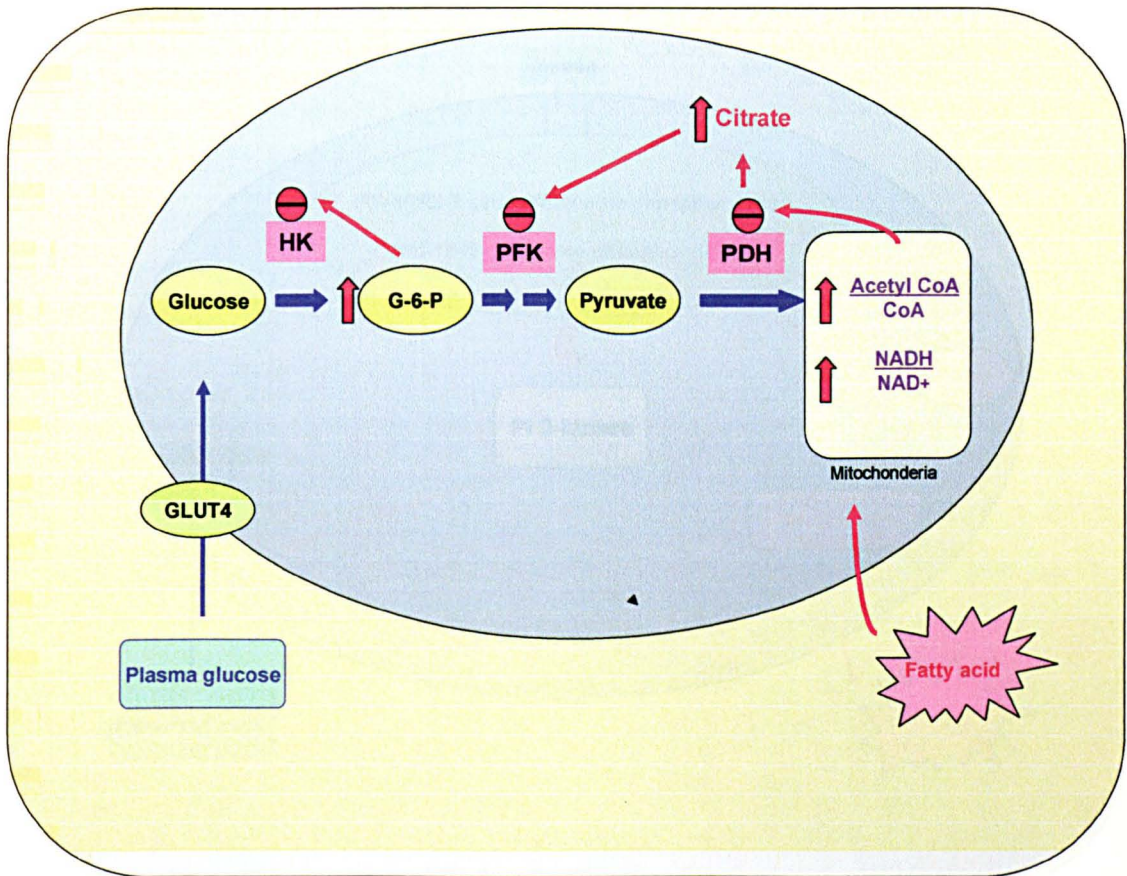 Citrate
HK
PFK
PDH
Glucose
G-6-P
Pyruvate
Acetyl CoA
CoA
NADH
NAD+
Mitochonderia
GLUT4
Plasma glucose
Fatty acid